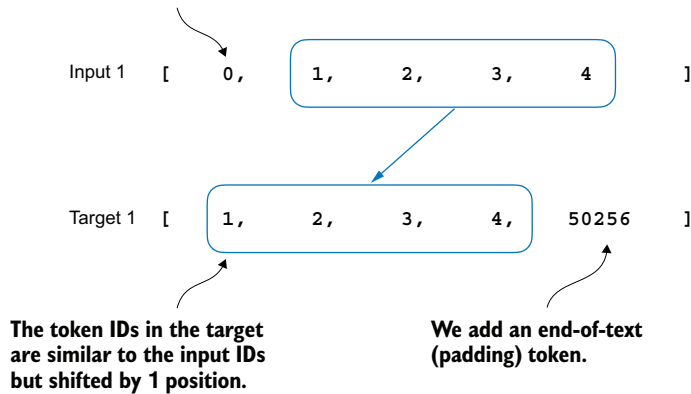 Input 1 [ 0, 1, 2, 3, 4 ]
Target 1 [ 1, 2, 3, 4, 50256 ]
The token IDs in the target
are similar to the input IDs
but shifted by 1 position.
We add an end-of-text
(padding) token.